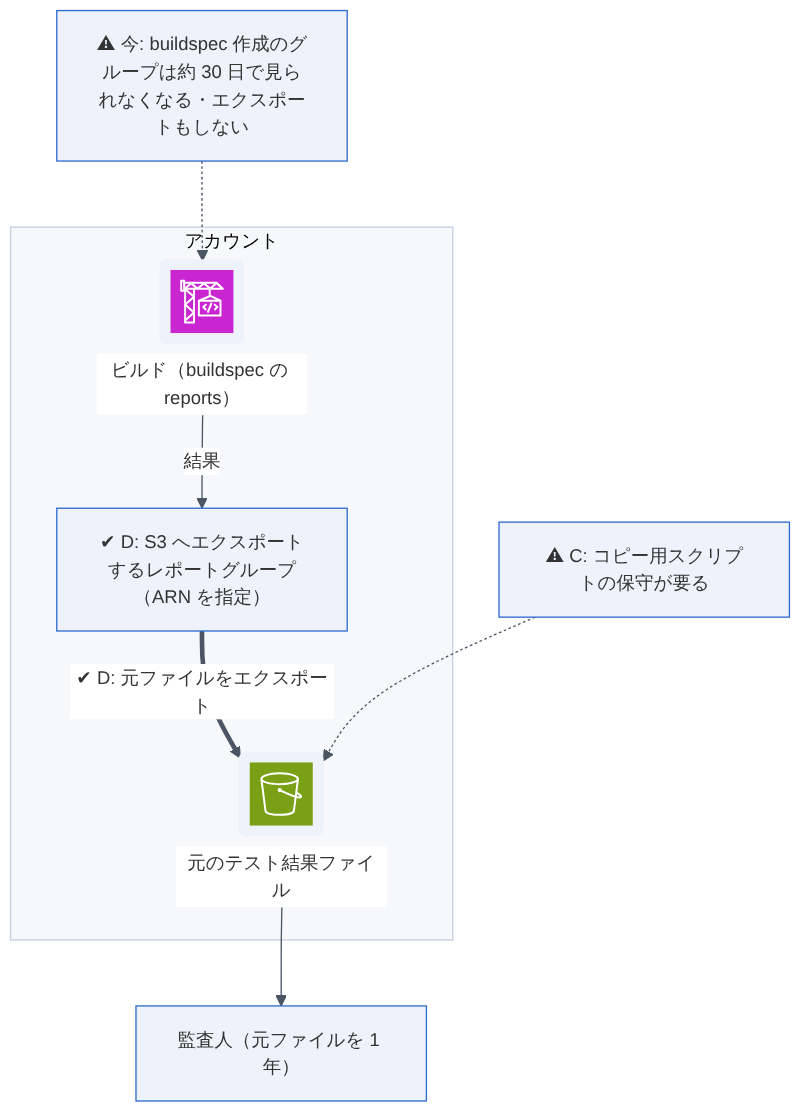 ⚠ 今: buildspec 作成のグ
ループは約 30 日で見ら
れなくなる・エクスポー
トもしない
アカウント
ビルド（buildspec の
reports）
結果
✔ D: S3 へエクスポート
するレポートグループ
（ARN を指定）
⚠ C: コピー用スクリプ
トの保守が要る
✔ D: 元ファイルをエクスポー
ト
元のテスト結果ファイ
ル
監査人（元ファイルを 1
年）